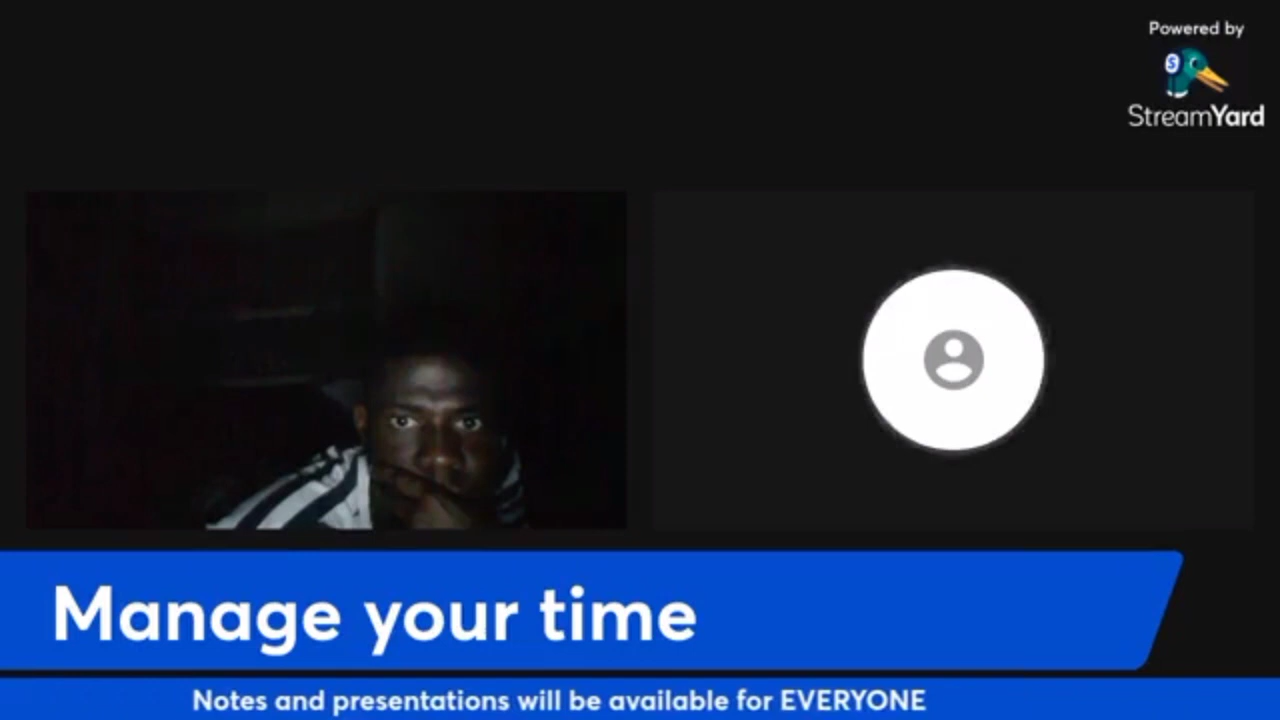 Powered by
StreamYard
Manage your time
Notes and presentations will be available for EVERYONE